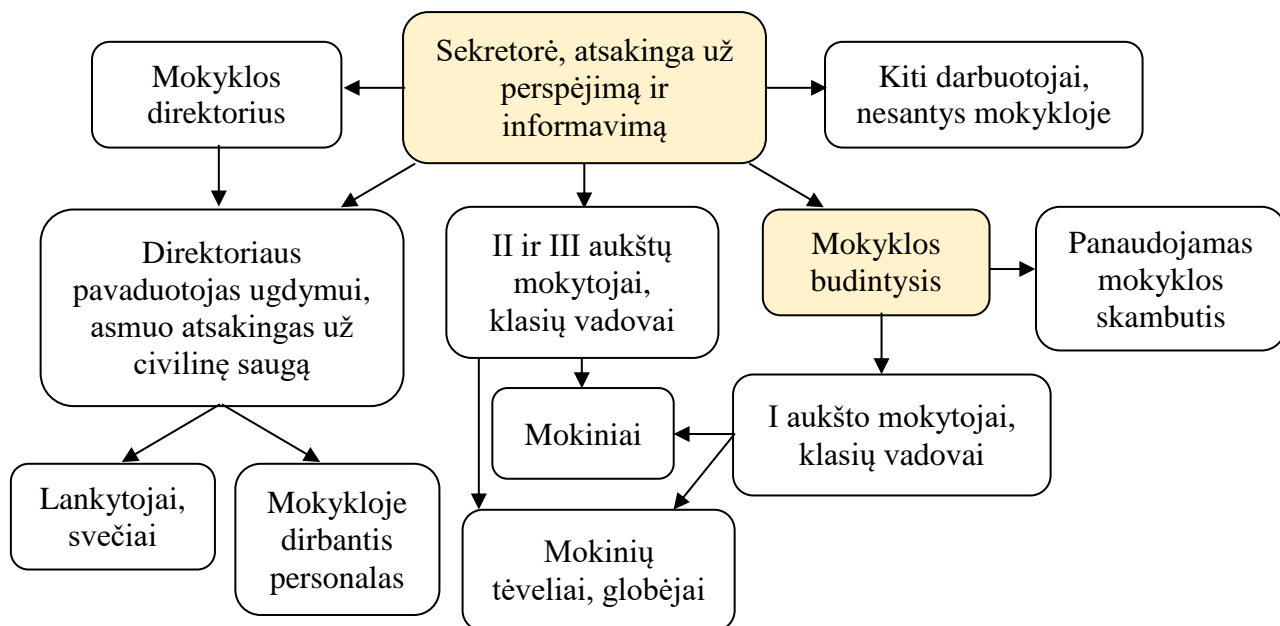 Mokyklos
direktorius
Sekretorė, atsakinga už
perspėjimą ir
informavimą
Kiti darbuotojai,
nesantys mokykloje
Direktoriaus
pavaduotojas ugdymui,
asmuo atsakingas už
civilinę saugą
II ir III aukštų
mokytojai,
klasių vadovai
Mokyklos
budintysis
Panaudojamas
mokyklos
skambutis
Mokiniai
I aukšto mokytojai,
klasių vadovai
Lankytojai,
svečiai
Mokykloje
dirbantis
personalas
Mokinių
tėveliai, globėjai